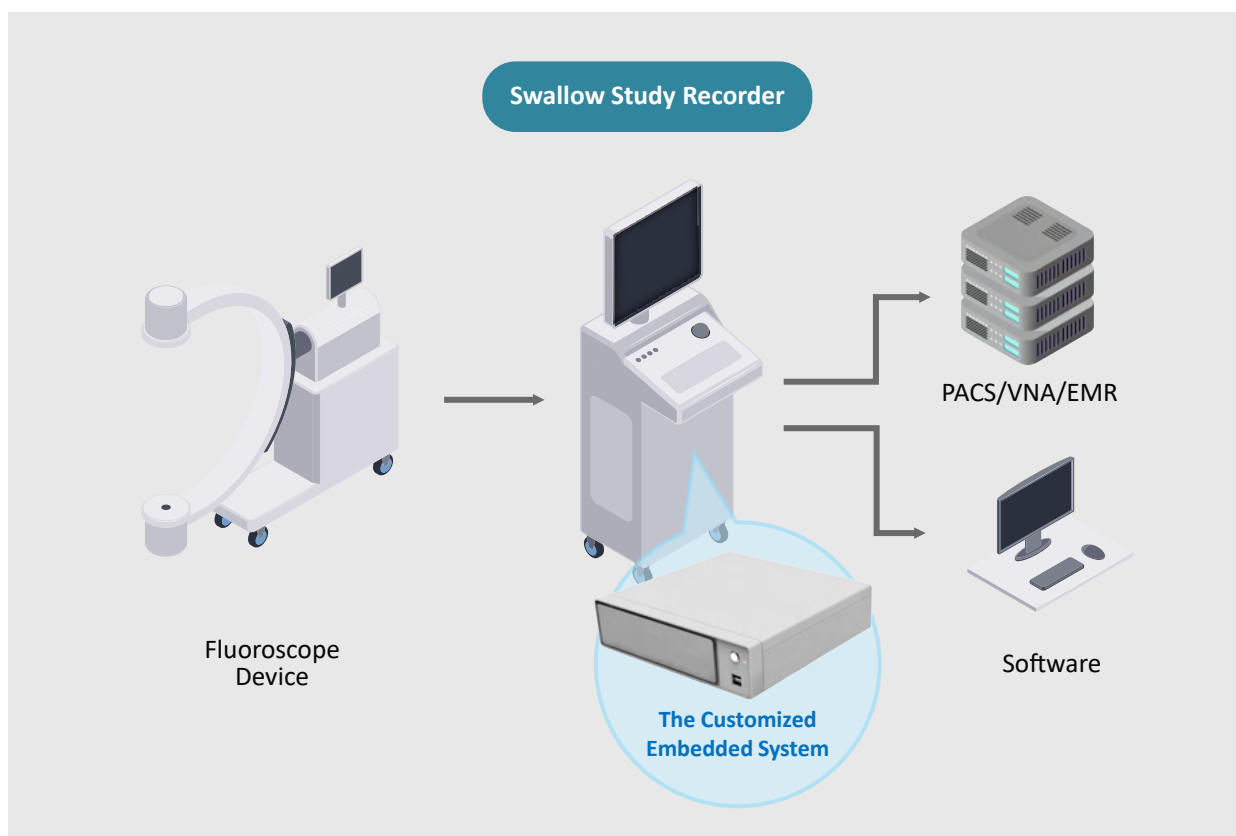 Swallow Study Recorder
PACS/VNA/EMR
Fluoroscope
Device
Software
The Customized
Embedded System